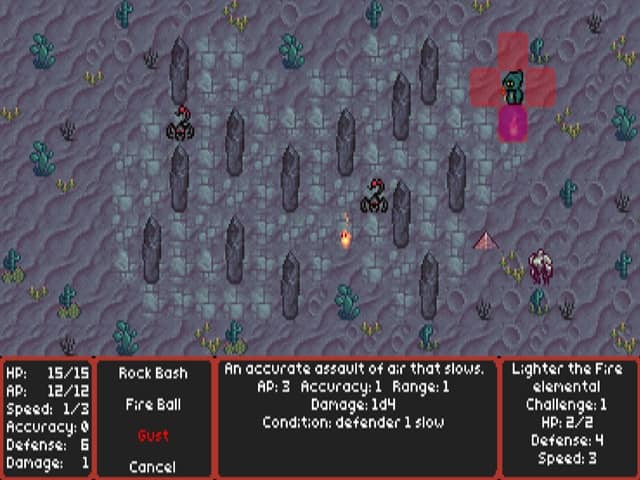 HP: 15/15
AP: 12/12
Speed: 1/3
Accuracy: 0
Defense: 6
Damage: 1
Rock Bash
Fire Ball
Gust
Cancel
An accurate assault of air that slows.
AP: 3 Accuracy: 1 Range: 1
Damage: 1d4
Condition: defender 1 slow
Lighter the Fire
elemental
Challenge: 1
HP: 2/2
Defense: 4
Speed: 3